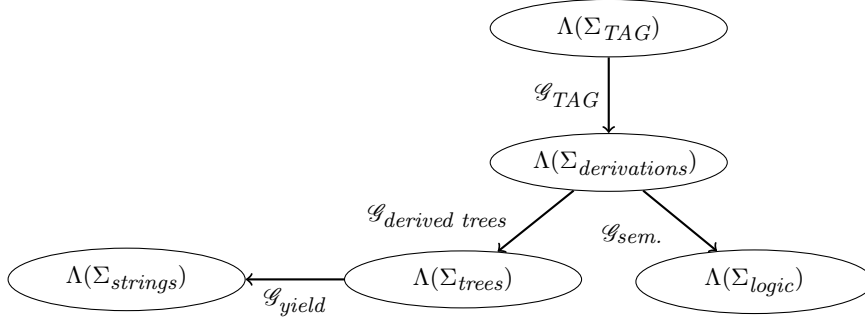 Λ(Σ_TAG)
𝒢_TAG
Λ(Σ_derivations)
𝒢_derived trees
𝒢_sem.
Λ(Σ_strings)
𝒢_yield
Λ(Σ_trees)
Λ(Σ_logic)